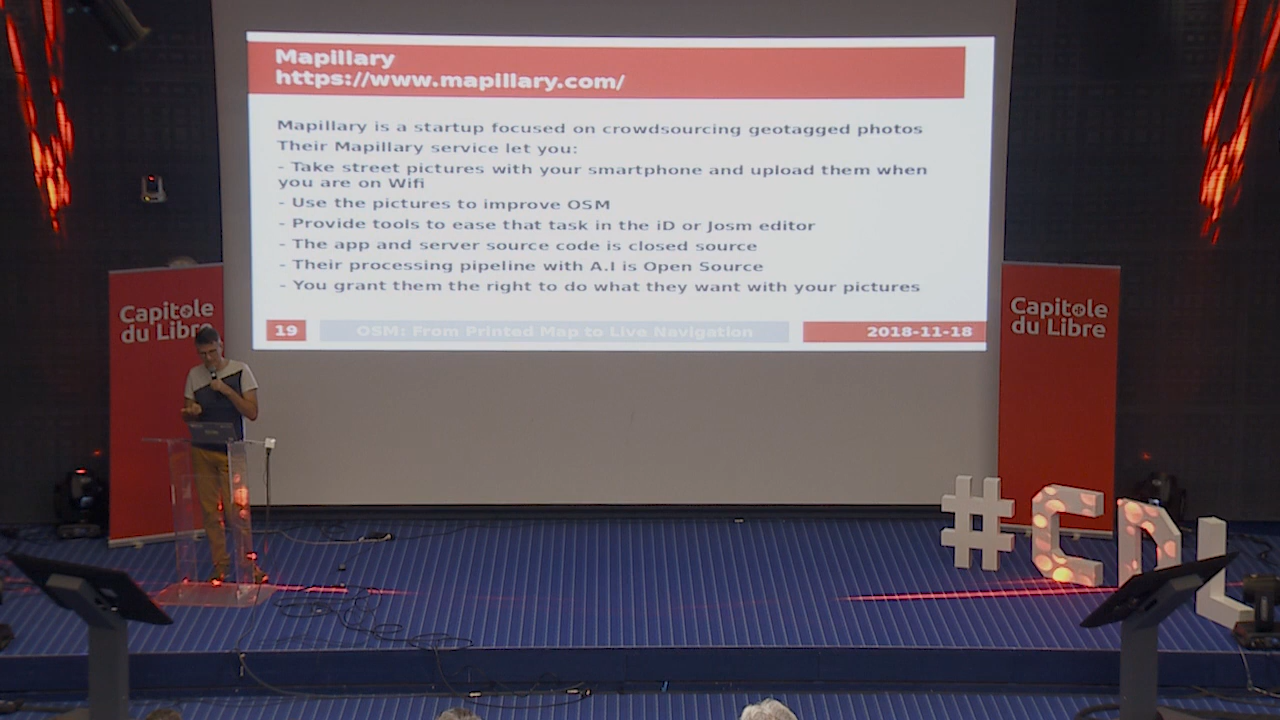 Mapillary
https://www.mapillary.com/
Mapillary is a startup focused on crowdsourcing geotagged photos
Their Mapillary service let you:
- Take street pictures with your smartphone and upload them when
you are on Wifi
- Use the pictures to improve OSM
- Provide tools to ease that task in the iD or Josm editor
- The app and server source code is closed source
- Their processing pipeline with A.I is Open Source
- You grant them the right to do what they want with your pictures
19
OSM: From Printed Map to Live Navigation
2018-11-18
Capitole
du Libre
Capitole
du Libre
#CDL